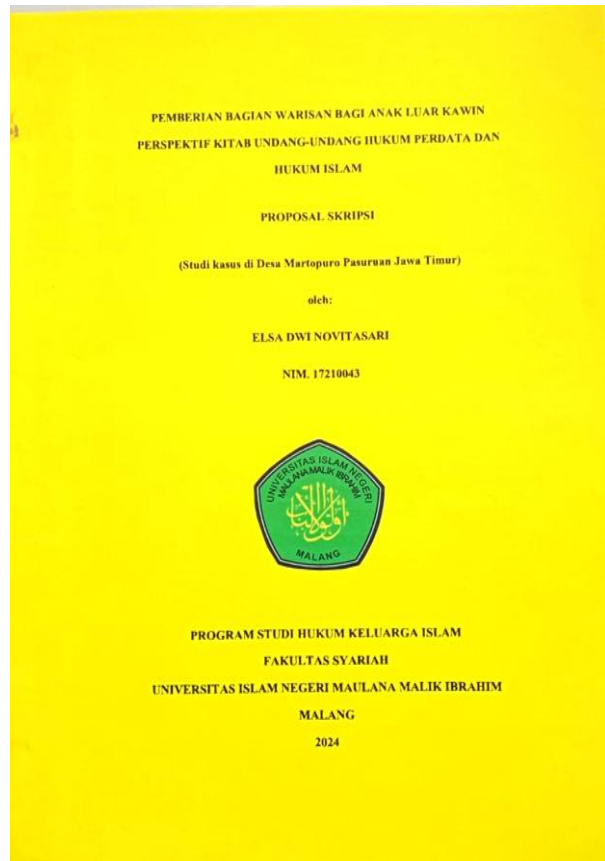 PEMBERIAN BAGIAN WARISAN BAGI ANAK LUAR KAWIN
PERSPEKTIF KITAB UNDANG-UNDANG HUKUM PERDATA DAN
HUKUM ISLAM
PROPOSAL SKRIPSI
(Studi kasus di Desa Martopuro Pasuruan Jawa Timur)
oleh:
ELSA DWI NOVITASARI
NIM. 17210043
UNIVERSITAS ISLAM NEGERI
MAULANA MALIK IBRAHIM
MALANG
PROGRAM STUDI HUKUM KELUARGA ISLAM
FAKULTAS SYARIAH
UNIVERSITAS ISLAM NEGERI MAULANA MALIK IBRAHIM
MALANG
2024